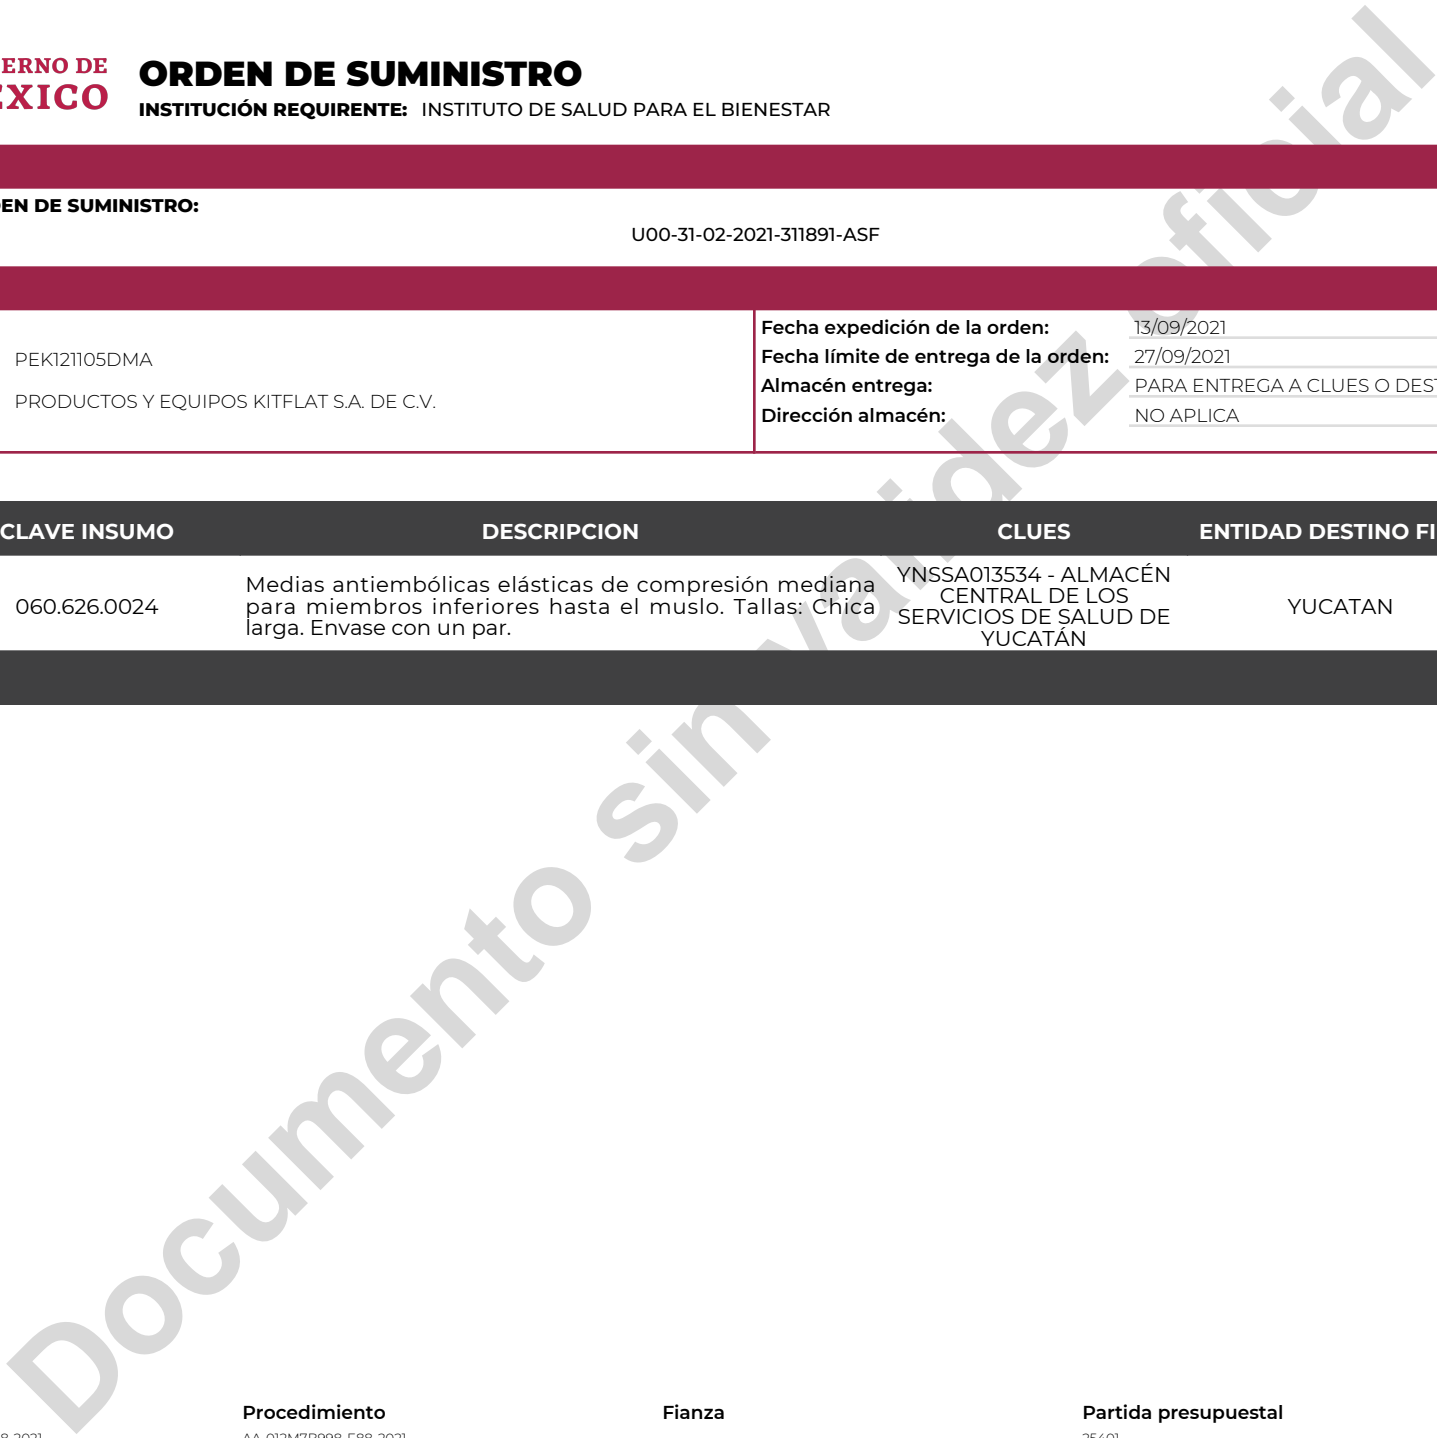 ERNO DE
ÉXICO
ORDEN DE SUMINISTRO
INSTITUCIÓN REQUIRENTE: INSTITUTO DE SALUD PARA EL BIENESTAR
EN DE SUMINISTRO:
U00-31-02-2021-311891-ASF
PEK121105DMA
PRODUCTOS Y EQUIPOS KITFLAT S.A. DE C.V.
Fecha expedición de la orden: 13/09/2021
Fecha límite de entrega de la orden: 27/09/2021
Almacén entrega: PARA ENTREGA A CLUES O DEST
Dirección almacén: NO APLICA
CLAVE INSUMO DESCRIPCION CLUES ENTIDAD DESTINO FI
060.626.0024
Medias antiembólicas elásticas de compresión mediana
para miembros inferiores hasta el muslo. Tallas: Chica
larga. Envase con un par.
YNSSA013534 - ALMACÉN
CENTRAL DE LOS
SERVICIOS DE SALUD DE
YUCATÁN
YUCATAN
Documento sin validez oficial
Procedimiento Fianza Partida presupuestal